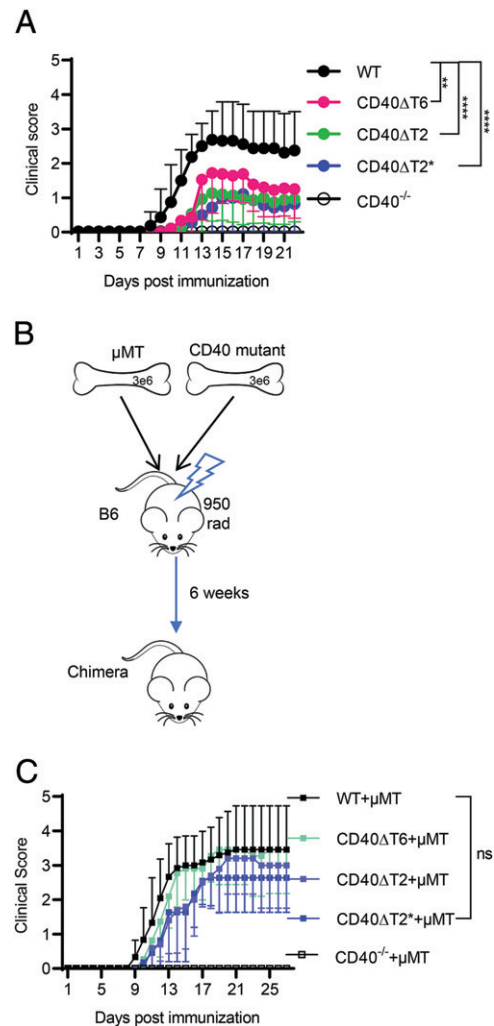 A
5
4
3
2
1
0
Clinical score
1 3 5 7 9 11 13 15 17 19 21
Days post immunization
WT
CD40ΔT6
CD40ΔT2
CD40ΔT2*
CD40-/-
**
****
****
B
μMT
CD40 mutant
3e6
3e6
B6
950
rad
6 weeks
Chimera
C
5
4
3
2
1
0
Clinical Score
1 5 9 13 17 21 25
Days post immunization
WT+μMT
CD40ΔT6+μMT
CD40ΔT2+μMT
CD40ΔT2*+μMT
CD40-/-+μMT
ns